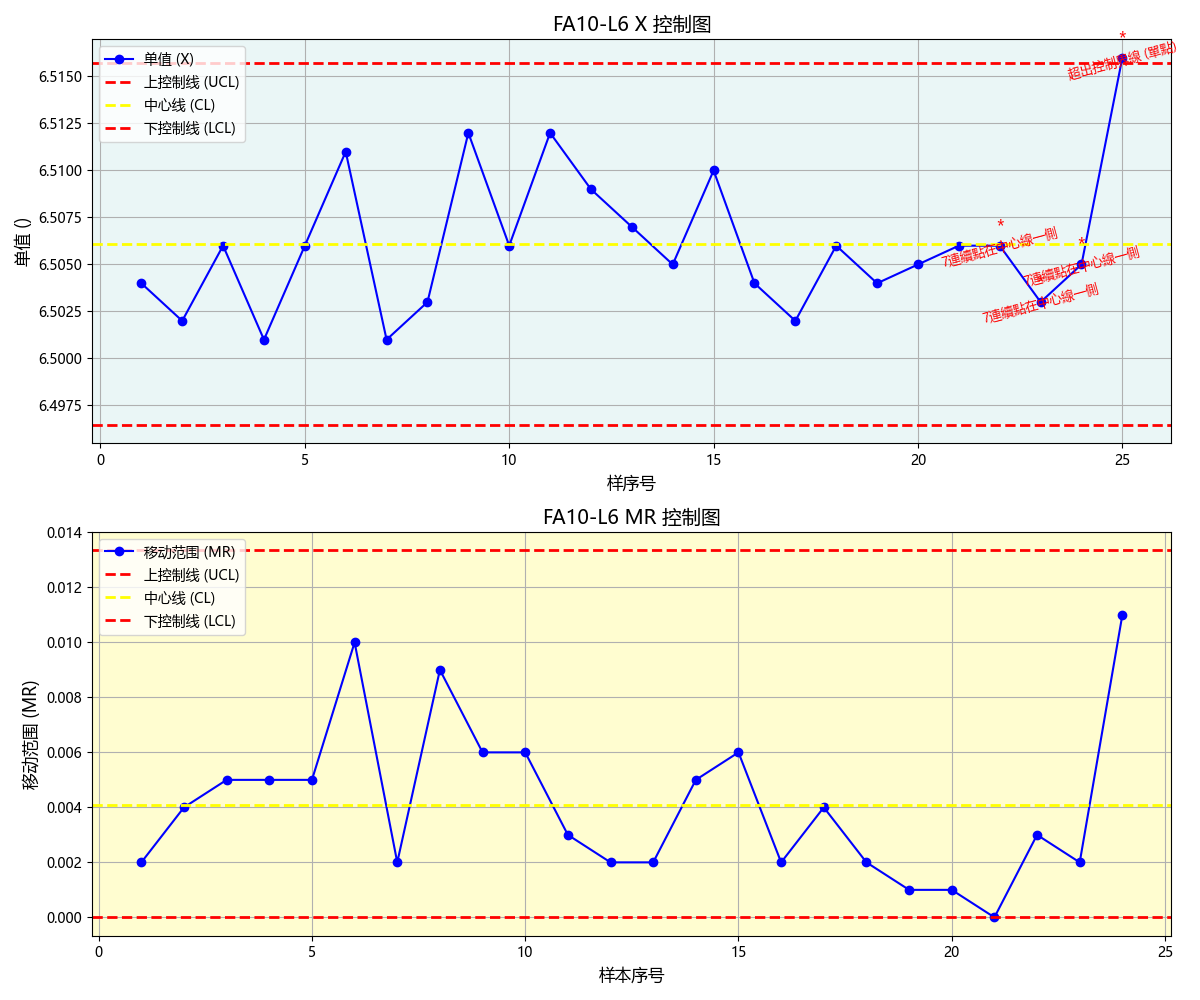 FA10-L6 X 控制图
单值 (X)
上控制线 (UCL)
中心线 (CL)
下控制线 (LCL)
6.5150
6.5125
6.5100
6.5075
6.5050
6.5025
6.5000
6.4975
单值 ()
*
超出控制界線 (單點)
*
7連續點在中心線一側
*
7連續點在中心線一側
*
7連續點在中心線一側
0 5 10 15 20 25
样序号
FA10-L6 MR 控制图
移动范围 (MR)
上控制线 (UCL)
中心线 (CL)
下控制线 (LCL)
0.014
0.012
0.010
0.008
0.006
0.004
0.002
0.000
移动范围 (MR)
0 5 10 15 20 25
样本序号